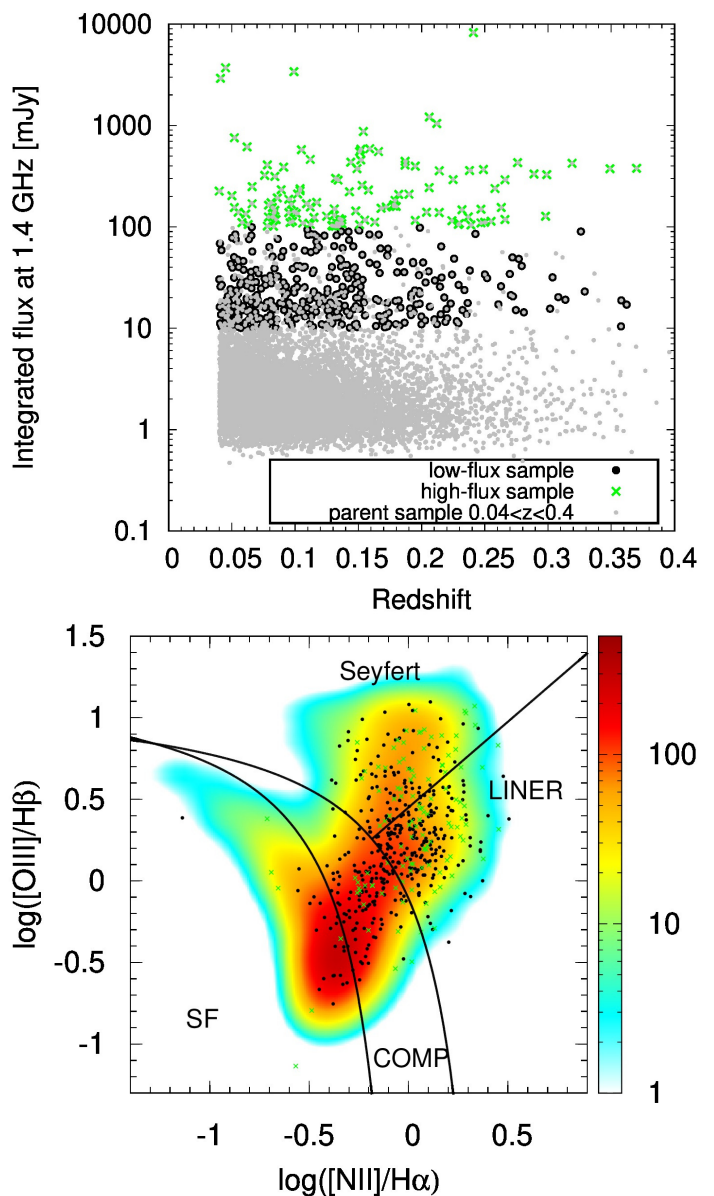 10000
1000
100
10
1
0.1
Integrated flux at 1.4 GHz [mJy]
low-flux sample
high-flux sample
parent sample 0.04<z<0.4
0 0.05 0.1 0.15 0.2 0.25 0.3 0.35 0.4
Redshift
1.5
1
0.5
0
-0.5
-1
log([OIII]/Hβ)
Seyfert
LINER
SF
COMP
100
10
1
-1 -0.5 0 0.5
log([NII]/Hα)